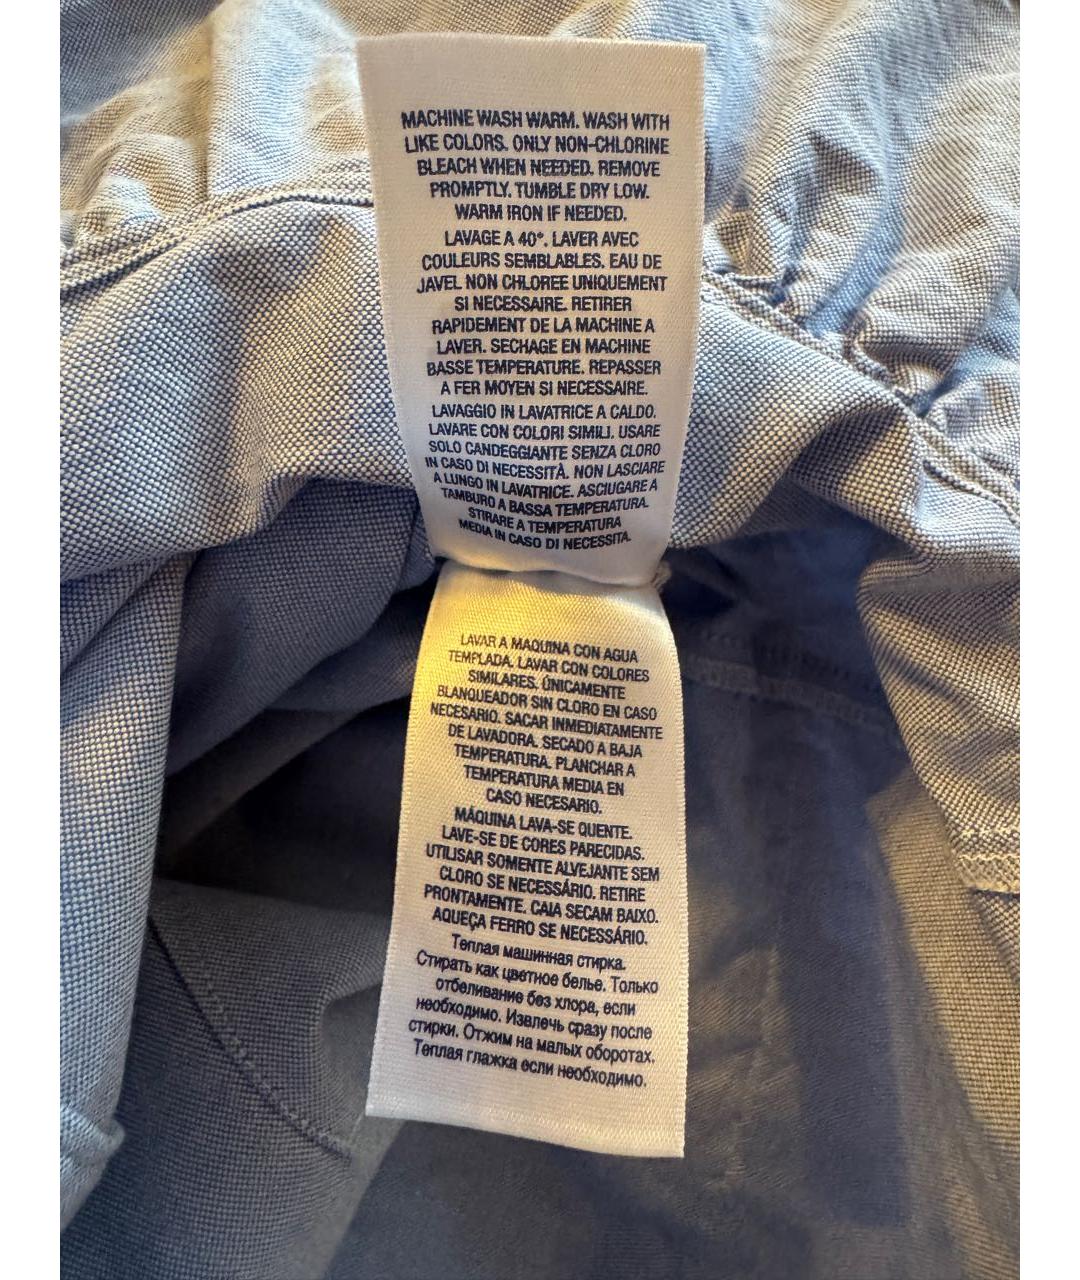 MACHINE WASH WARM. WASH WITH
LIKE COLORS. ONLY NON-CHLORINE
BLEACH WHEN NEEDED. REMOVE
PROMPTLY. TUMBLE DRY LOW.
WARM IRON IF NEEDED.
LAVAGE A 40°. LAVER AVEC
COULEURS SEMBLABLES. EAU DE
JAVEL NON CHLOREE UNIQUEMENT
SI NECESSAIRE. RETIRER
RAPIDEMENT DE LA MACHINE A
LAVER. SECHAGE EN MACHINE
BASSE TEMPERATURE. REPASSER
A FER MOYEN SI NECESSAIRE.
LAVAGGIO IN LAVATRICE A CALDO.
LAVARE CON COLORI SIMILI. USARE
SOLO CANDEGGIANTE SENZA CLORO
IN CASO DI NECESSITÀ. NON LASCIARE
A LUNGO IN LAVATRICE. ASCIUGARE A
TAMBURO A BASSA TEMPERATURA.
STIRARE A TEMPERATURA
MEDIA IN CASO DI NECESSITA.
LAVAR A MAQUINA CON AGUA
TEMPLADA. LAVAR CON COLORES
SIMILARES. ÚNICAMENTE
BLANQUEADOR SIN CLORO EN CASO
NECESARIO. SACAR INMEDIATAMENTE
DE LAVADORA. SECADO A BAJA
TEMPERATURA. PLANCHAR A
TEMPERATURA MEDIA EN
CASO NECESARIO.
MÁQUINA LAVA-SE QUENTE.
LAVE-SE DE CORES PARECIDAS.
UTILISAR SOMENTE ALVEJANTE SEM
CLORO SE NECESSÁRIO. RETIRE
PRONTAMENTE. CAIA SECAM BAIXO.
AQUEÇA FERRO SE NECESSÁRIO.
Теплая машинная стирка.
Стирать как цветное белье. Только
отбеливание без хлора, если
необходимо. Извлечь сразу после
стирки. Отжим на малых оборотах.
Теплая глажка если необходимо.